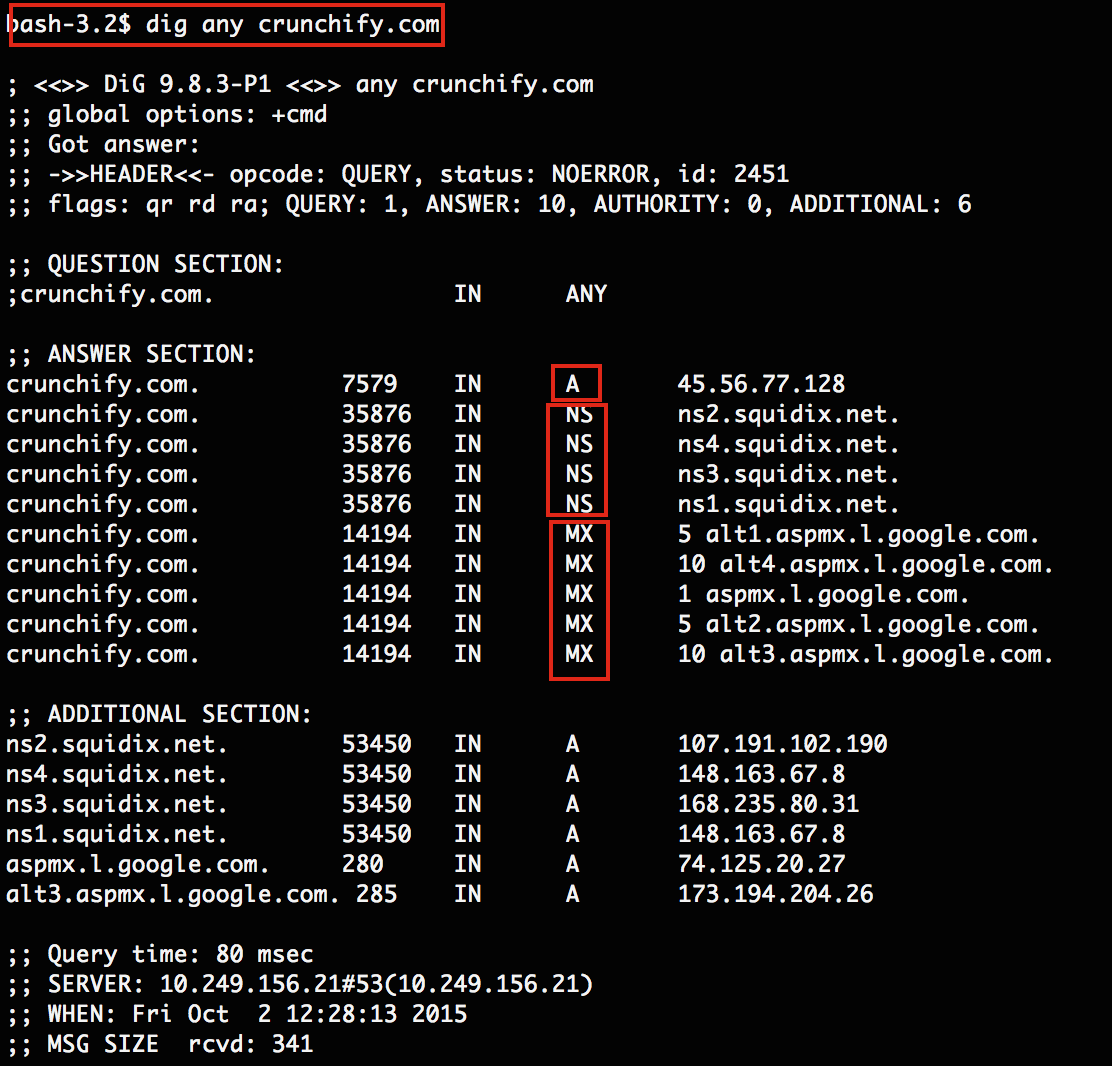 bash-3.2$ dig any crunchify.com
; <<>> DiG 9.8.3-P1 <<>> any crunchify.com
;; global options: +cmd
;; Got answer:
;; ->>HEADER<<- opcode: QUERY, status: NOERROR, id: 2451
;; flags: qr rd ra; QUERY: 1, ANSWER: 10, AUTHORITY: 0, ADDITIONAL: 6
;; QUESTION SECTION:
;crunchify.com. IN ANY
;; ANSWER SECTION:
crunchify.com. 7579 IN A 45.56.77.128
crunchify.com. 35876 IN NS ns2.squidix.net.
crunchify.com. 35876 IN NS ns4.squidix.net.
crunchify.com. 35876 IN NS ns3.squidix.net.
crunchify.com. 35876 IN NS ns1.squidix.net.
crunchify.com. 14194 IN MX 5 alt1.aspmx.l.google.com.
crunchify.com. 14194 IN MX 10 alt4.aspmx.l.google.com.
crunchify.com. 14194 IN MX 1 aspmx.l.google.com.
crunchify.com. 14194 IN MX 5 alt2.aspmx.l.google.com.
crunchify.com. 14194 IN MX 10 alt3.aspmx.l.google.com.
;; ADDITIONAL SECTION:
ns2.squidix.net. 53450 IN A 107.191.102.190
ns4.squidix.net. 53450 IN A 148.163.67.8
ns3.squidix.net. 53450 IN A 168.235.80.31
ns1.squidix.net. 53450 IN A 148.163.67.8
aspmx.l.google.com. 280 IN A 74.125.20.27
alt3.aspmx.l.google.com. 285 IN A 173.194.204.26
;; Query time: 80 msec
;; SERVER: 10.249.156.21#53(10.249.156.21)
;; WHEN: Fri Oct  2 12:28:13 2015
;; MSG SIZE  rcvd: 341